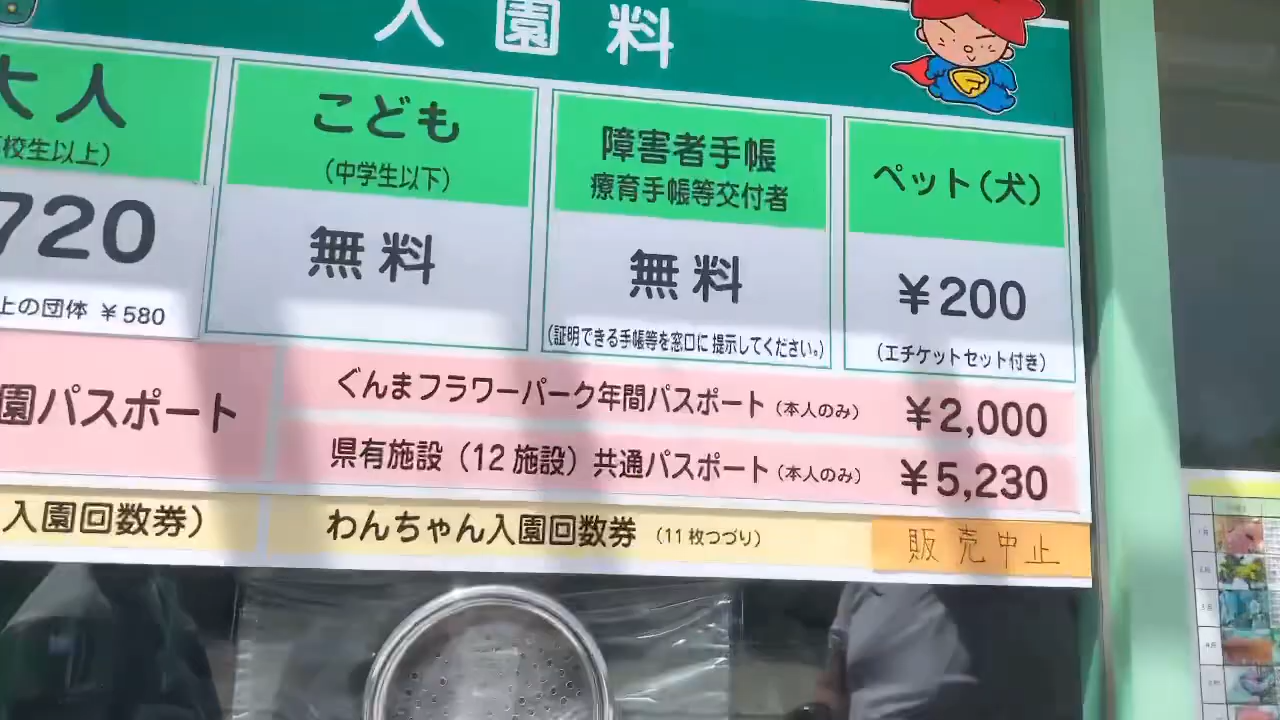 入園料
大人
校生以上)
720
上の団体 ¥580
こども
(中学生以下)
無料
障害者手帳
療育手帳等交付者
無料
(証明できる手帳等を窓口に提示してください。)
ペット(犬)
¥200
(エチケットセット付き)
園パスポート
ぐんまフラワーパーク年間パスポート(本人のみ) ¥2,000
県有施設(12施設)共通パスポート(本人のみ) ¥5,230
入園回数券)
わんちゃん入園回数券 (11枚つづり) 販売中止